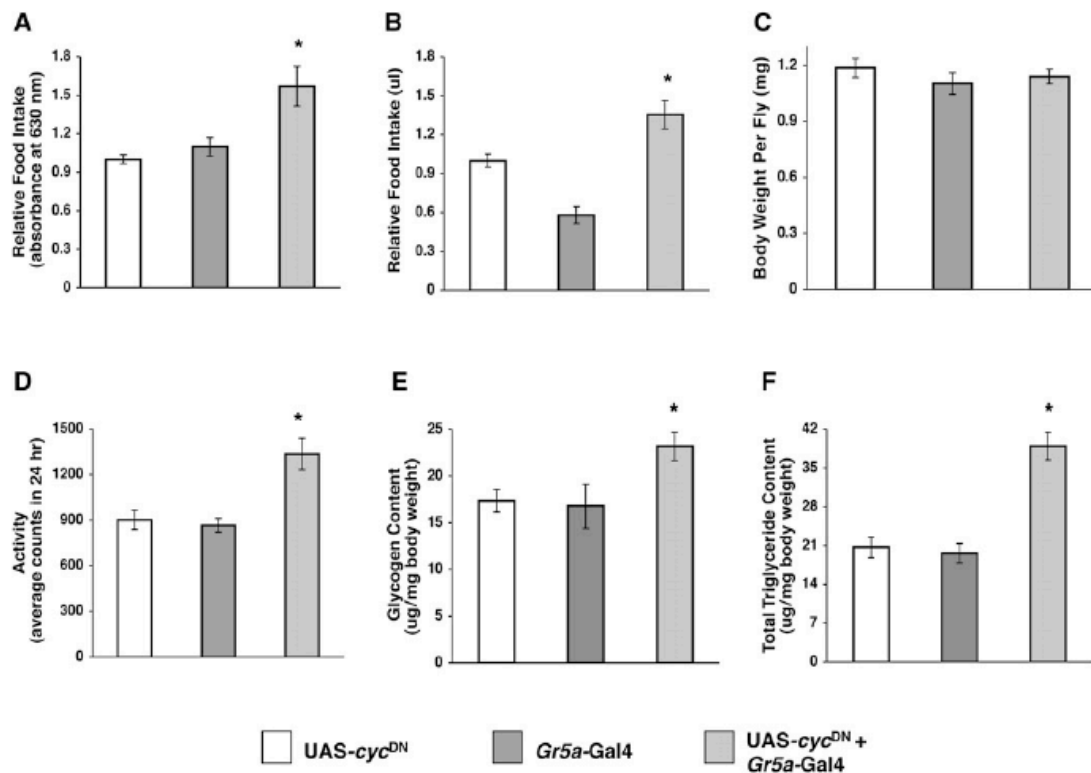 A
Relative Food Intake
(absorbance at 630 nm)
1.8
1.5
1.2
0.9
0.6
0.3
0
*
B
Relative Food Intake (ul)
1.8
1.5
1.2
0.9
0.6
0.3
0
*
C
Body Weight Per Fly (mg)
1.2
0.9
0.6
0.3
0
D
Activity
(average counts in 24 hr)
1500
1200
900
600
300
0
*
E
Glycogen Content
(ug/mg body weight)
25
20
15
10
5
0
*
F
Total Triglyceride Content
(ug/mg body weight)
42
35
28
21
14
7
0
*
UAS-cycDN
Gr5a-Gal4
UAS-cycDN +
Gr5a-Gal4